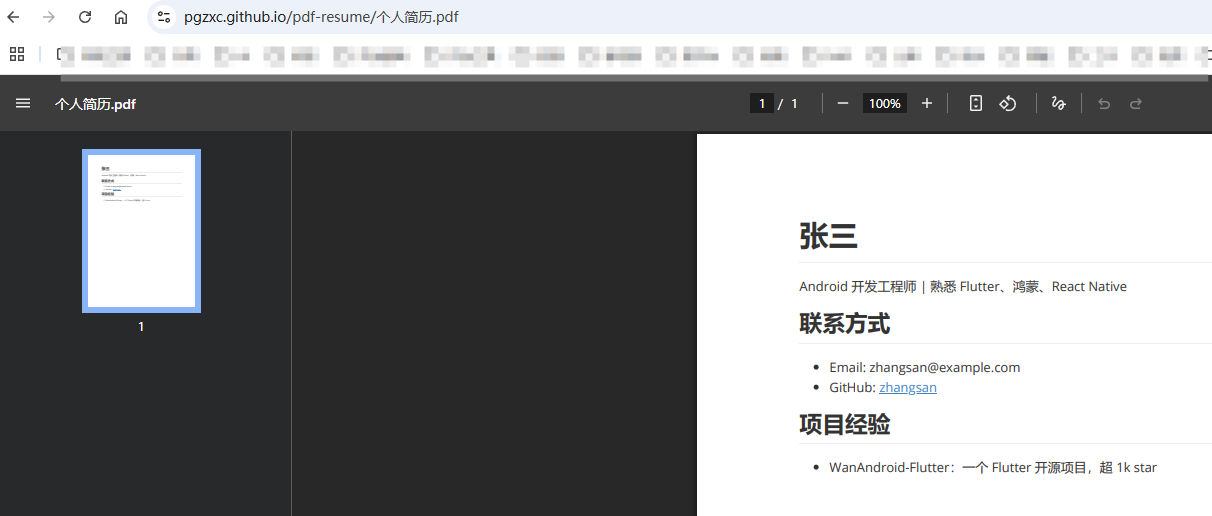 pgzxc.github.io/pdf-resume/个人简历.pdf
个人简历.pdf
1 / 1
100%
1
张三
Android 开发工程师 | 熟悉 Flutter、鸿蒙、React Native
联系方式
Email: zhangsan@example.com
GitHub: zhangsan
项目经验
WanAndroid-Flutter：一个 Flutter 开源项目，超 1k star